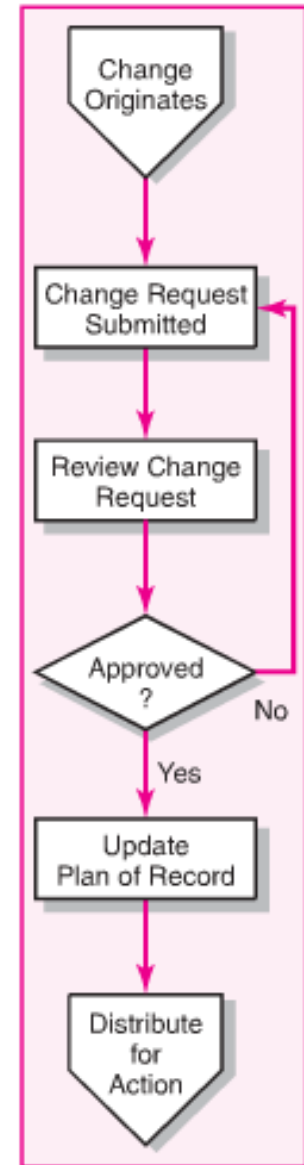 Change
Originates
Change Request
Submitted
Review Change
Request
Approved
?
No
Yes
Update
Plan of Record
Distribute
for
Action